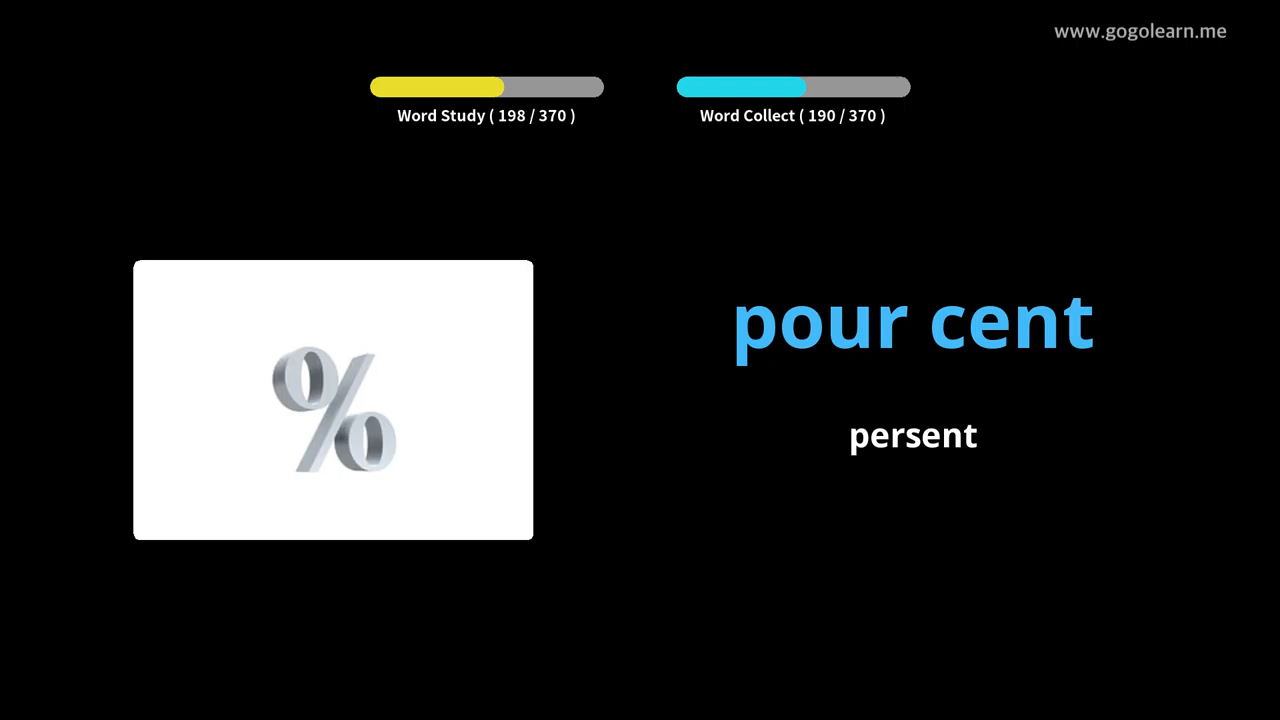 www.gogolearn.me
Word Study ( 198 / 370 )
Word Collect ( 190 / 370 )
%
pour cent
persent